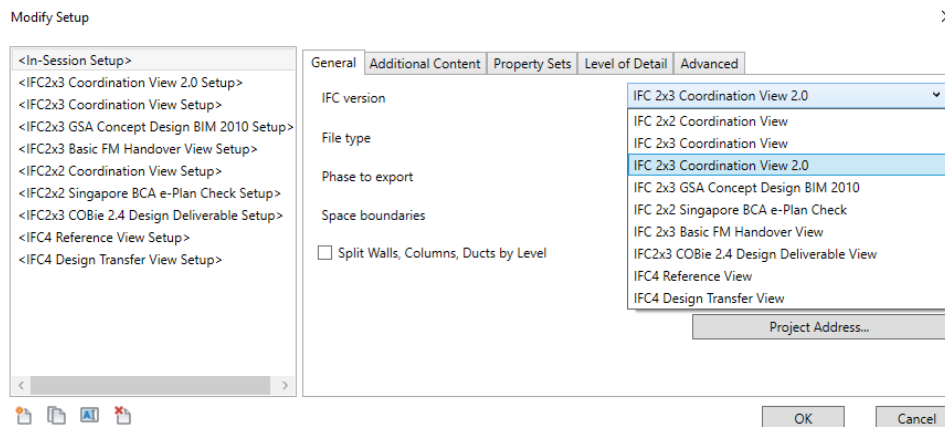 Modify Setup
<In-Session Setup>
<IFC2x3 Coordination View 2.0 Setup>
<IFC2x3 Coordination View Setup>
<IFC2x3 GSA Concept Design BIM 2010 Setup>
<IFC2x3 Basic FM Handover View Setup>
<IFC2x2 Coordination View Setup>
<IFC2x2 Singapore BCA e-Plan Check Setup>
<IFC2x3 COBie 2.4 Design Deliverable Setup>
<IFC4 Reference View Setup>
<IFC4 Design Transfer View Setup>
General Additional Content Property Sets Level of Detail Advanced
IFC version
IFC 2x3 Coordination View 2.0
File type
Phase to export
Space boundaries
Split Walls, Columns, Ducts by Level
IFC 2x2 Coordination View
IFC 2x3 Coordination View
IFC 2x3 Coordination View 2.0
IFC 2x3 GSA Concept Design BIM 2010
IFC 2x2 Singapore BCA e-Plan Check
IFC 2x3 Basic FM Handover View
IFC2x3 COBie 2.4 Design Deliverable View
IFC4 Reference View
IFC4 Design Transfer View
Project Address...
OK Cancel